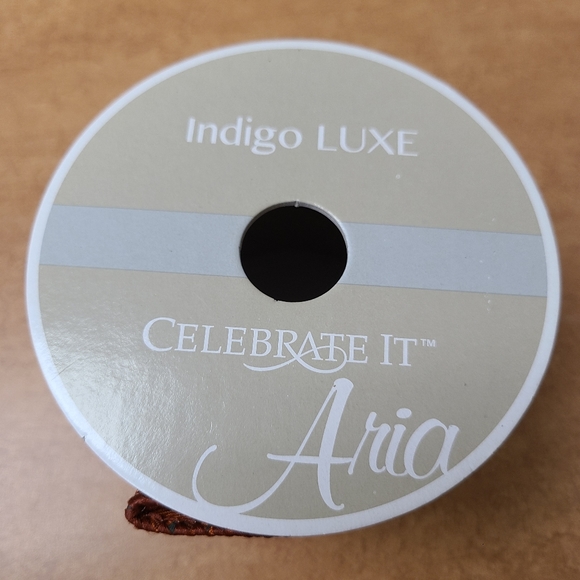 Indigo LUXE
CELEBRATE IT™
Aria